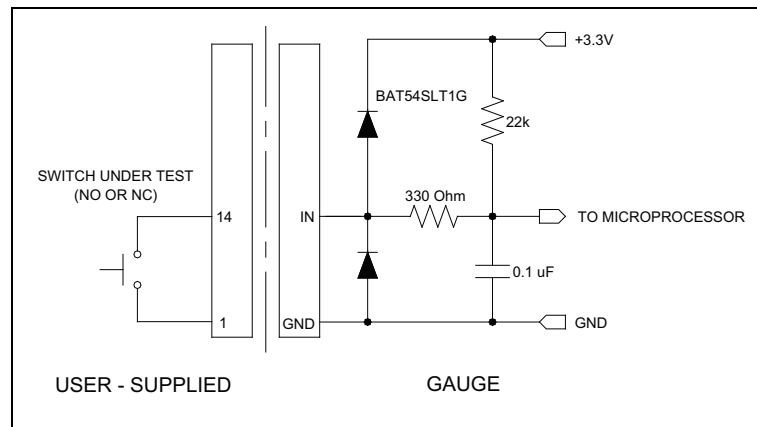 +3.3V
BAT54SLT1G
22k
SWITCH UNDER TEST
(NO OR NC)
330 Ohm
14
IN
TO MICROPROCESSOR
0.1 uF
1
GND
GND
USER - SUPPLIED
GAUGE